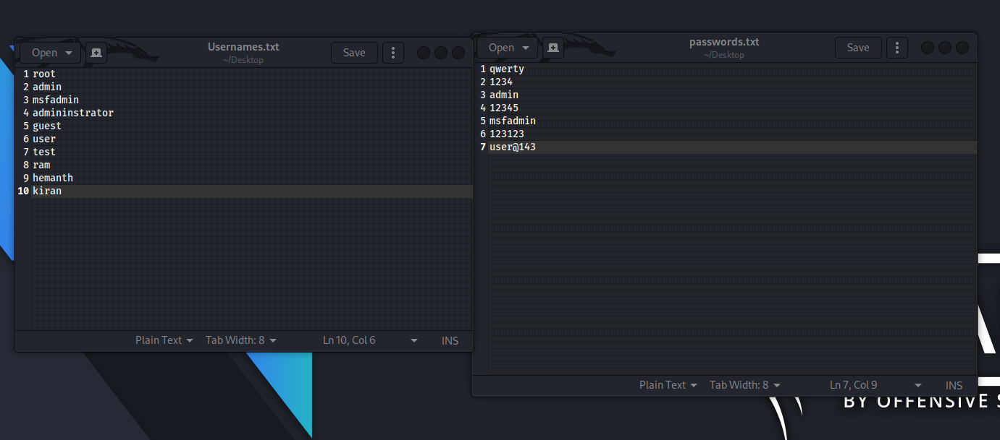 Open
Usernames.txt
~/Desktop
Save
1 root
2 admin
3 msfadmin
4 admininstrator
5 guest
6 user
7 test
8 ram
9 hemanth
10 kiran
Plain Text
Tab Width: 8
Ln 10, Col 6
INS
Open
passwords.txt
~/Desktop
Save
1 qwerty
2 1234
3 admin
4 12345
5 msfadmin
6 123123
7 user@143
Plain Text
Tab Width: 8
Ln 7, Col 9
INS
BY OFFENSIVE